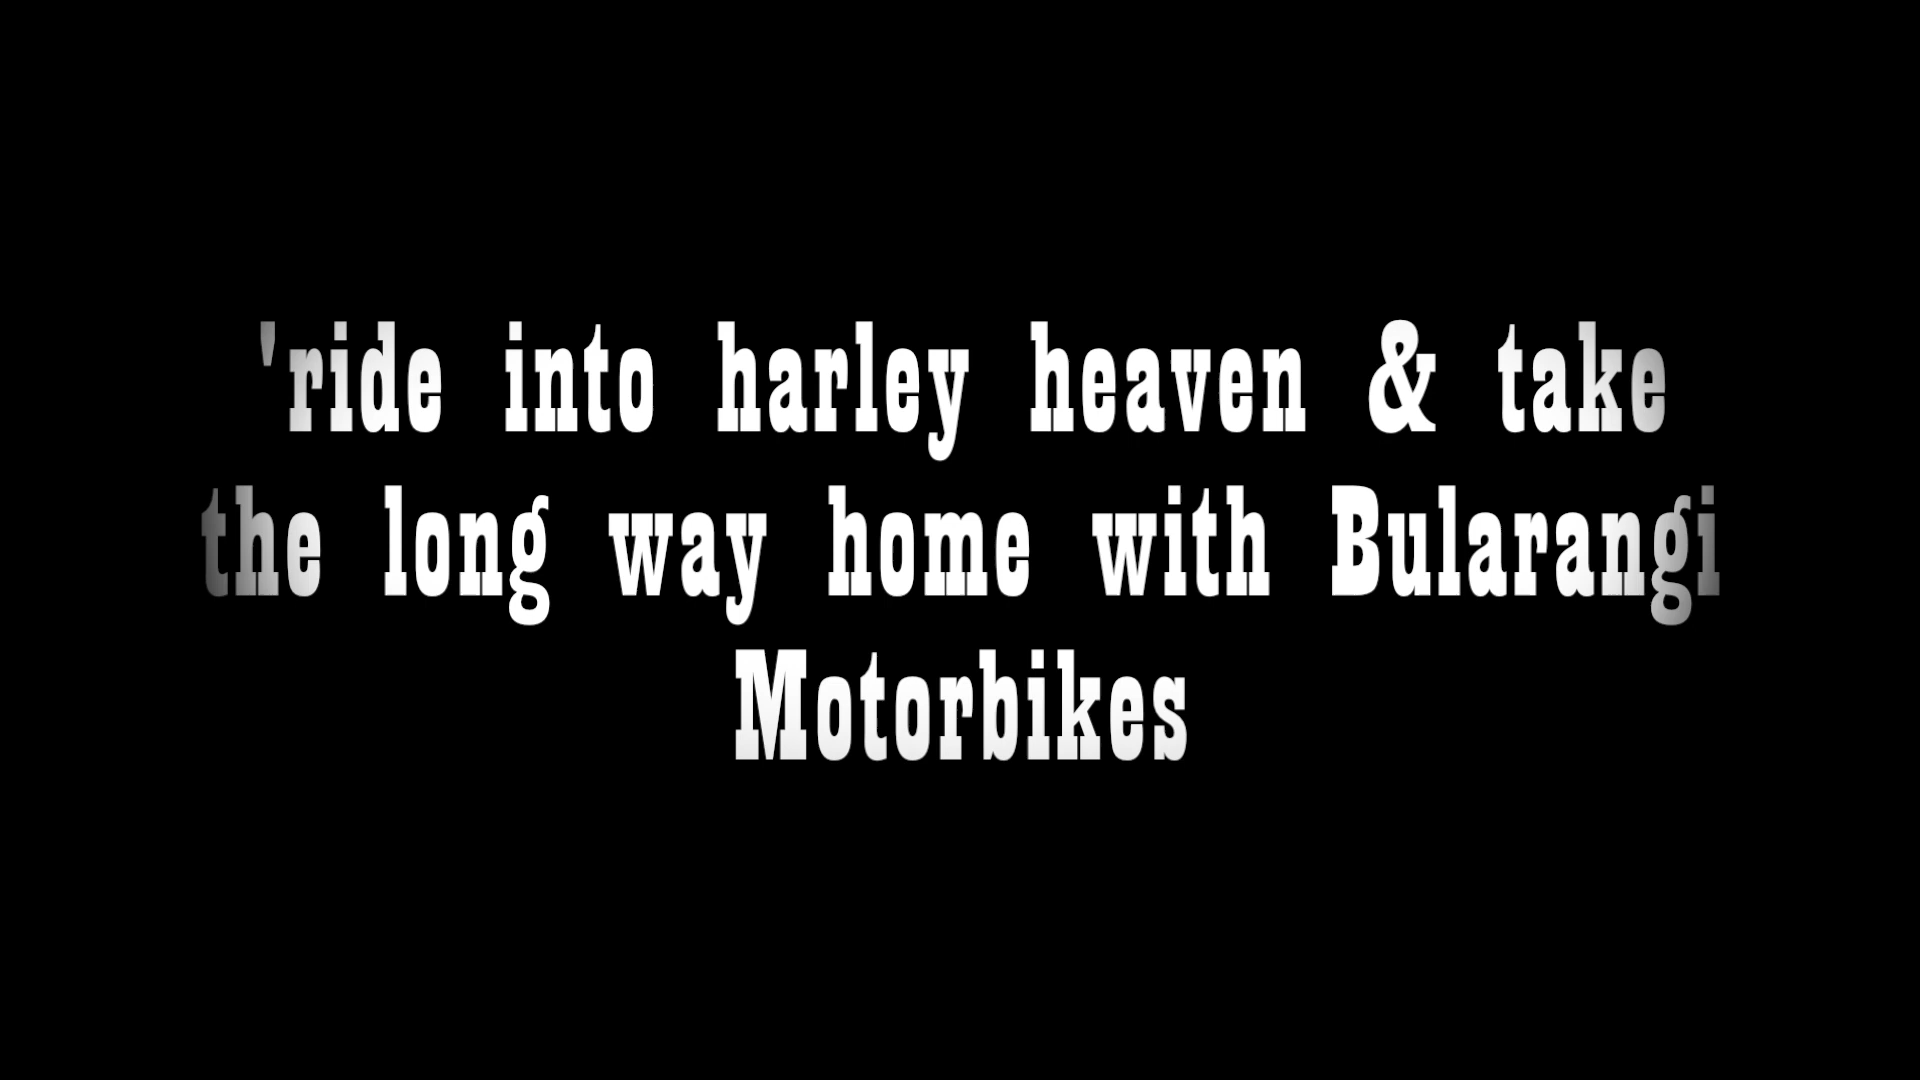 'ride into harley heaven & take
the long way home with Bularangi
Motorbikes